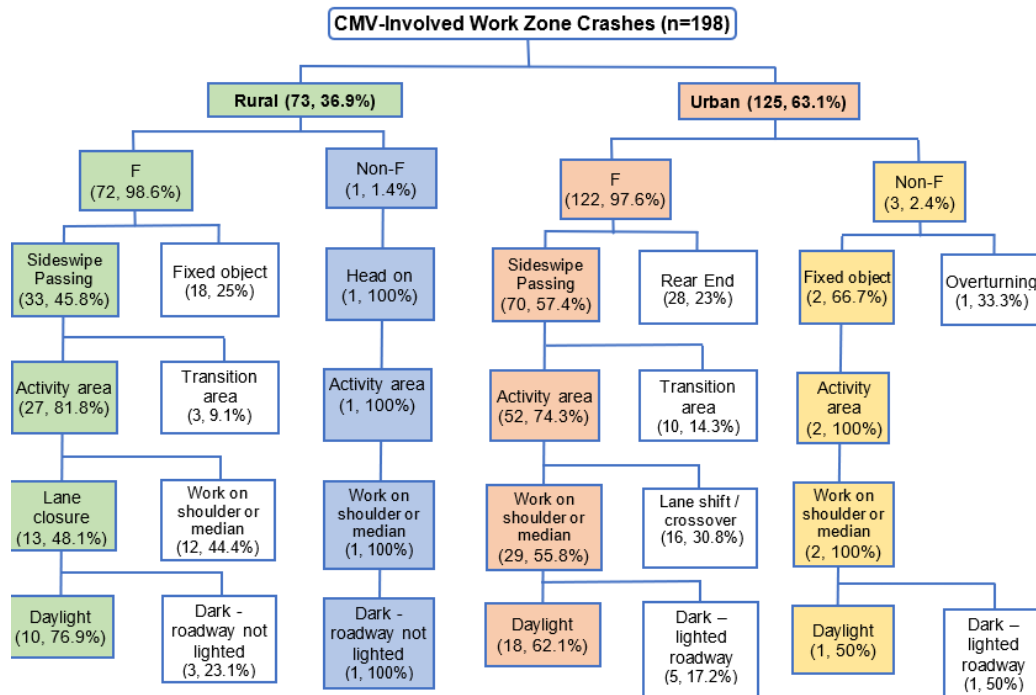 CMV-Involved Work Zone Crashes (n=198)
Rural (73, 36.9%)
Urban (125, 63.1%)
F
(72, 98.6%)
Non-F
(1, 1.4%)
F
(122, 97.6%)
Non-F
(3, 2.4%)
Sideswipe
Passing
(33, 45.8%)
Fixed object
(18, 25%)
Head on
(1, 100%)
Sideswipe
Passing
(70, 57.4%)
Rear End
(28, 23%)
Fixed object
(2, 66.7%)
Overturning
(1, 33.3%)
Activity area
(27, 81.8%)
Transition
area
(3, 9.1%)
Activity area
(1, 100%)
Activity area
(52, 74.3%)
Transition
area
(10, 14.3%)
Activity
area
(2, 100%)
Lane
closure
(13, 48.1%)
Work on
shoulder or
median
(12, 44.4%)
Work on
shoulder or
median
(1, 100%)
Work on
shoulder or
median
(29, 55.8%)
Lane shift /
crossover
(16, 30.8%)
Work on
shoulder or
median
(2, 100%)
Daylight
(10, 76.9%)
Dark -
roadway not
lighted
(3, 23.1%)
Dark -
roadway not
lighted
(1, 100%)
Daylight
(18, 62.1%)
Dark –
lighted
roadway
(5, 17.2%)
Daylight
(1, 50%)
Dark –
lighted
roadway
(1, 50%)